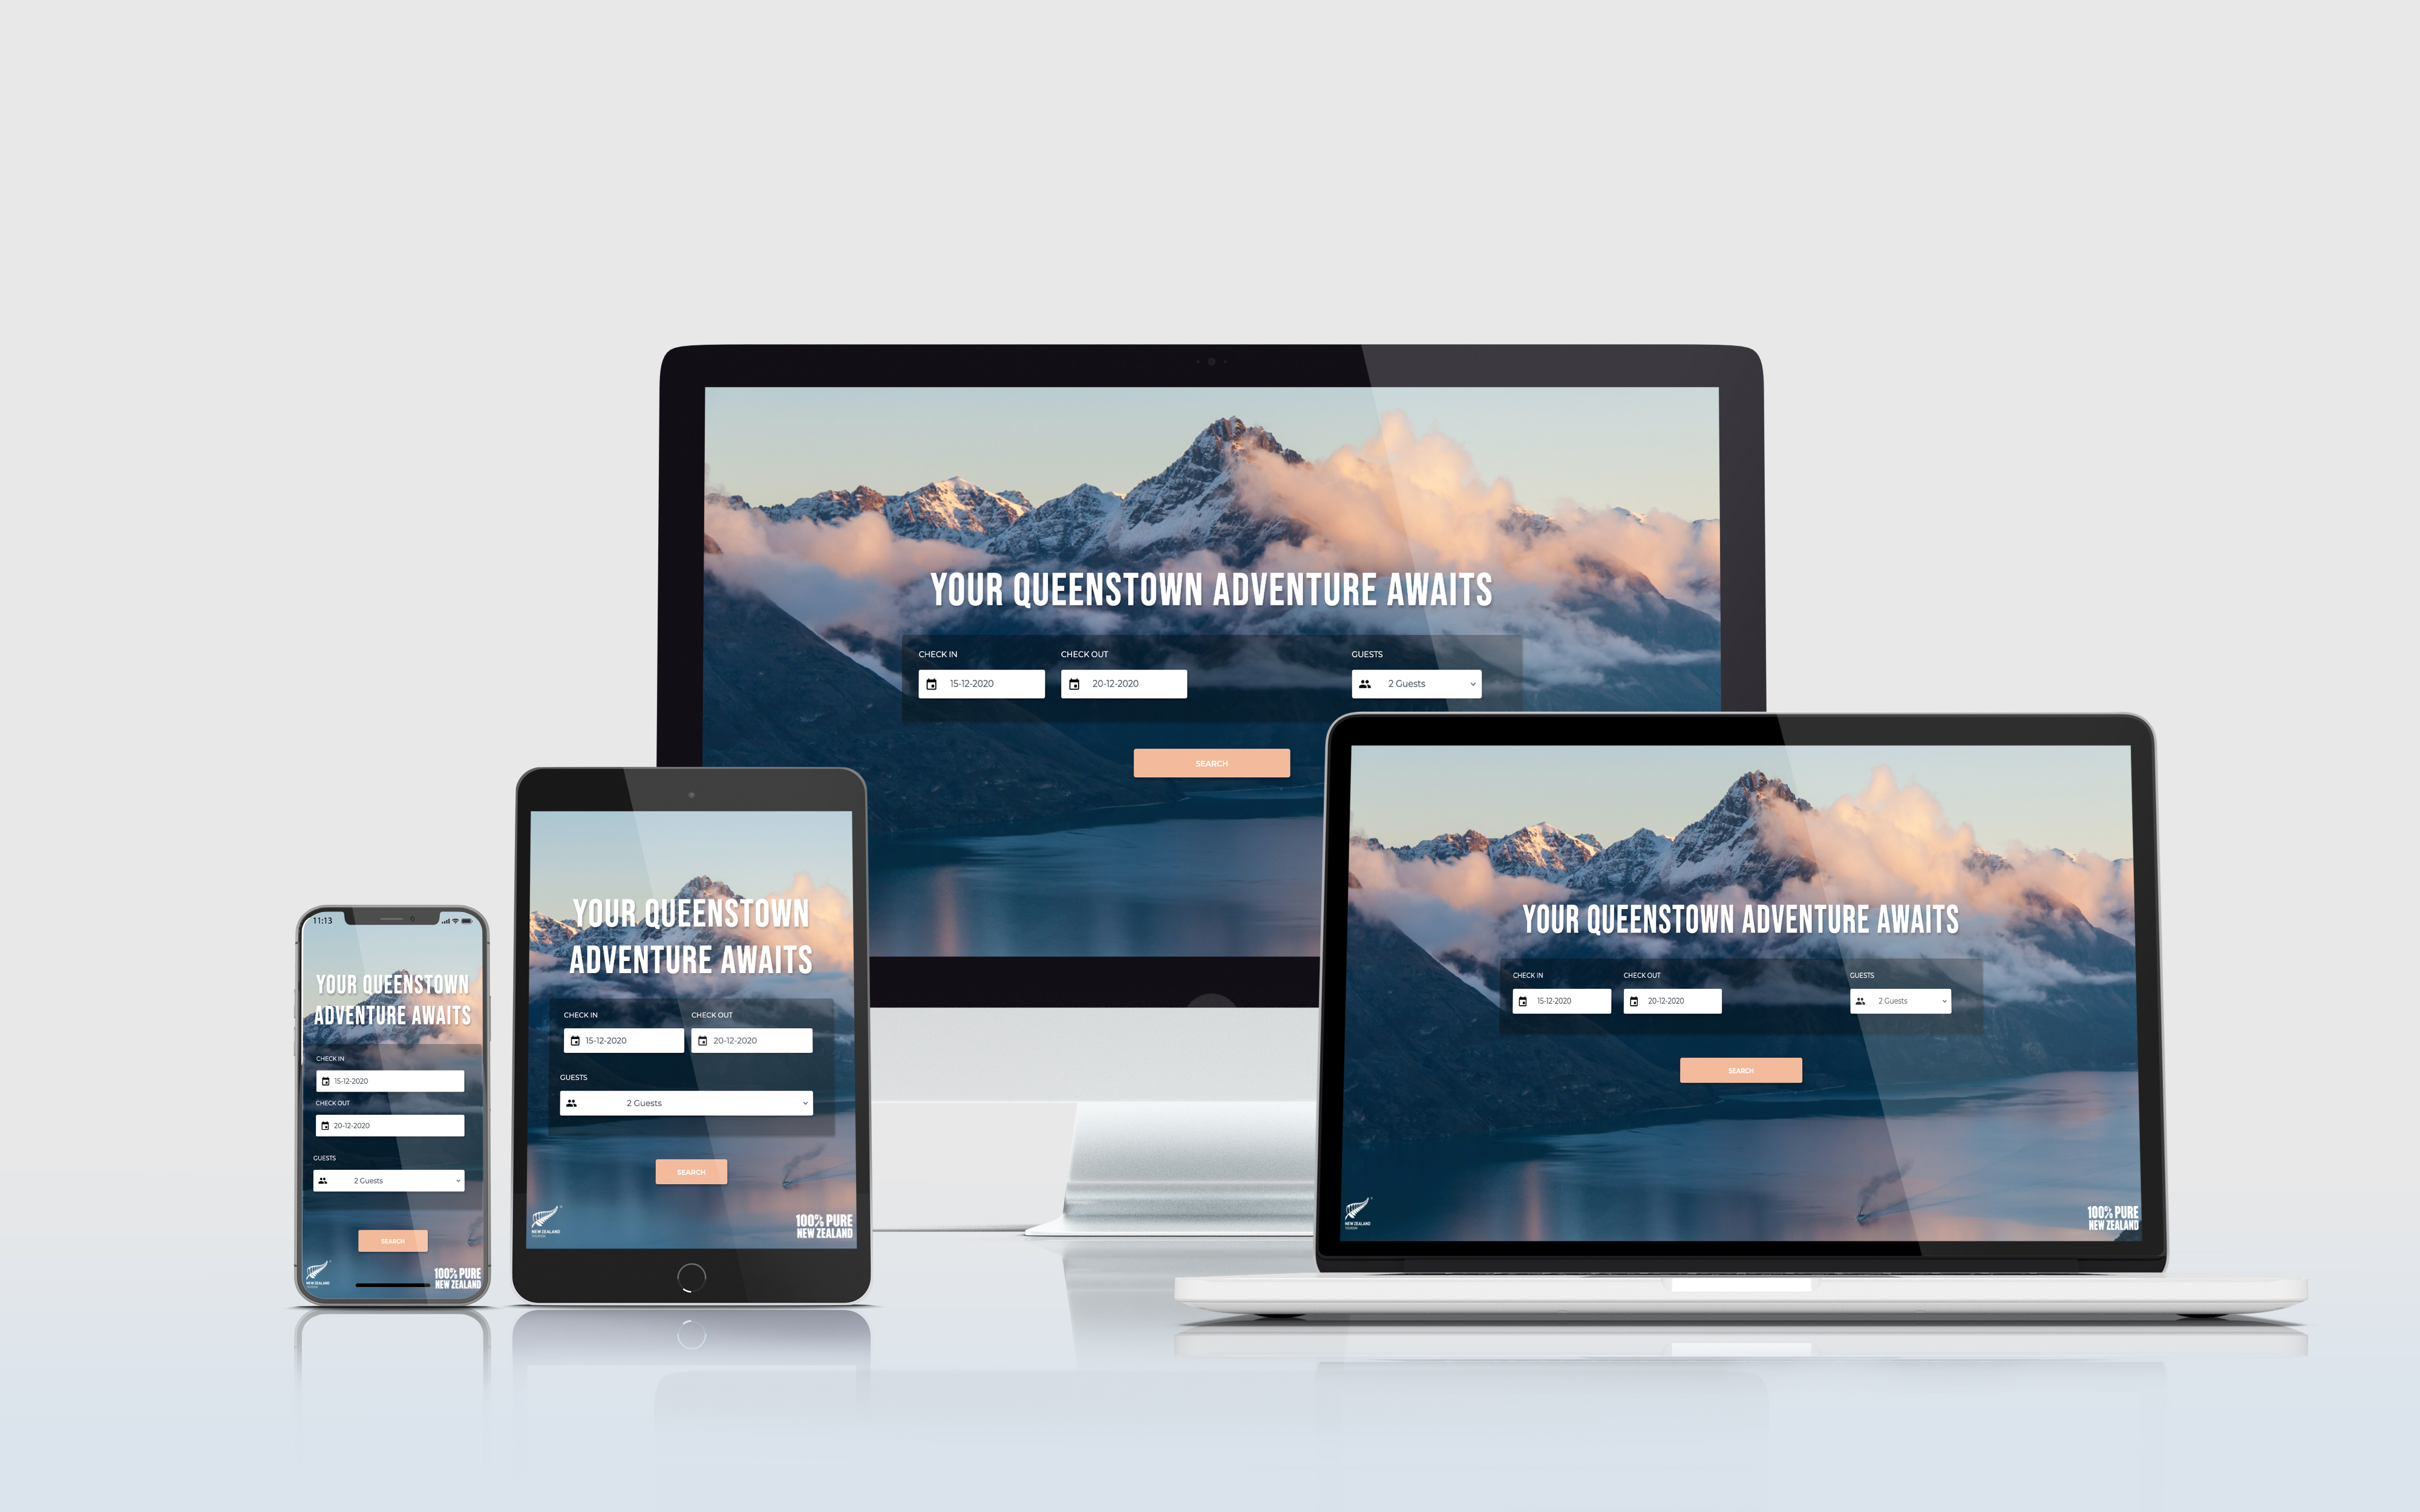 YOUR QUEENSTOWN ADVENTURE AWAITS
CHECK IN CHECK OUT GUESTS
15-12-2020 20-12-2020 2 Guests
SEARCH
YOUR QUEENSTOWN ADVENTURE AWAITS
CHECK IN CHECK OUT GUESTS
15-12-2020 20-12-2020 2 Guests
SEARCH
NEW ZEALAND
TOURISM
100% PURE
NEW ZEALAND
YOUR QUEENSTOWN
ADVENTURE AWAITS
CHECK IN CHECK OUT
15-12-2020 20-12-2020
GUESTS
2 Guests
SEARCH
NEW ZEALAND
TOURISM
100% PURE
NEW ZEALAND
11:13
YOUR QUEENSTOWN
ADVENTURE AWAITS
CHECK IN
15-12-2020
CHECK OUT
20-12-2020
GUESTS
2 Guests
SEARCH
NEW ZEALAND
TOURISM
100% PURE
NEW ZEALAND